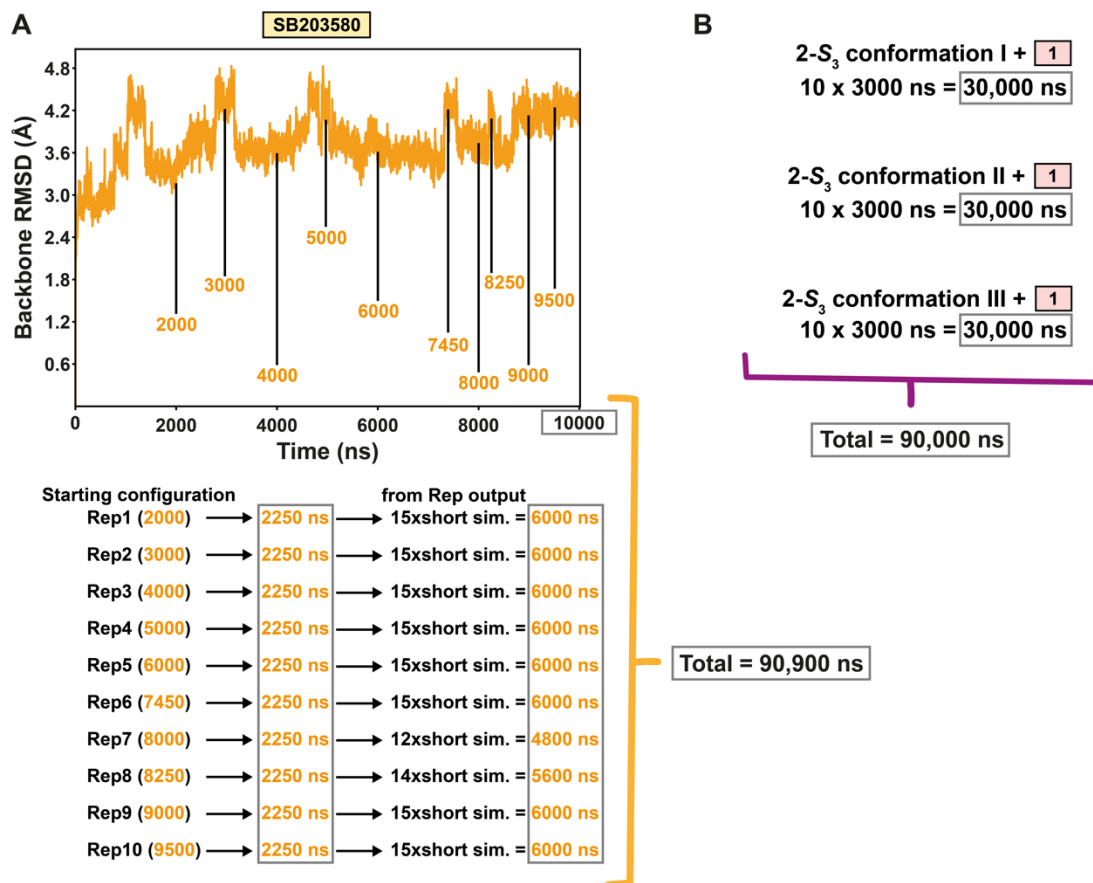 A
SB203580
Backbone RMSD (Å)
4.8
4.2
3.6
3.0
2.4
1.8
1.2
0.6
2000
3000
4000
5000
6000
7450
8000
8250
9000
9500
0
2000
4000
6000
8000
10000
Time (ns)
Starting configuration
from Rep output
Rep1 (2000) 2250 ns 15xshort sim. = 6000 ns
Rep2 (3000) 2250 ns 15xshort sim. = 6000 ns
Rep3 (4000) 2250 ns 15xshort sim. = 6000 ns
Rep4 (5000) 2250 ns 15xshort sim. = 6000 ns
Rep5 (6000) 2250 ns 15xshort sim. = 6000 ns
Rep6 (7450) 2250 ns 15xshort sim. = 6000 ns
Rep7 (8000) 2250 ns 12xshort sim. = 4800 ns
Rep8 (8250) 2250 ns 14xshort sim. = 5600 ns
Rep9 (9000) 2250 ns 15xshort sim. = 6000 ns
Rep10 (9500) 2250 ns 15xshort sim. = 6000 ns
Total = 90,900 ns
B
2-S₃ conformation I + 1
10 x 3000 ns = 30,000 ns
2-S₃ conformation II + 1
10 x 3000 ns = 30,000 ns
2-S₃ conformation III + 1
10 x 3000 ns = 30,000 ns
Total = 90,000 ns